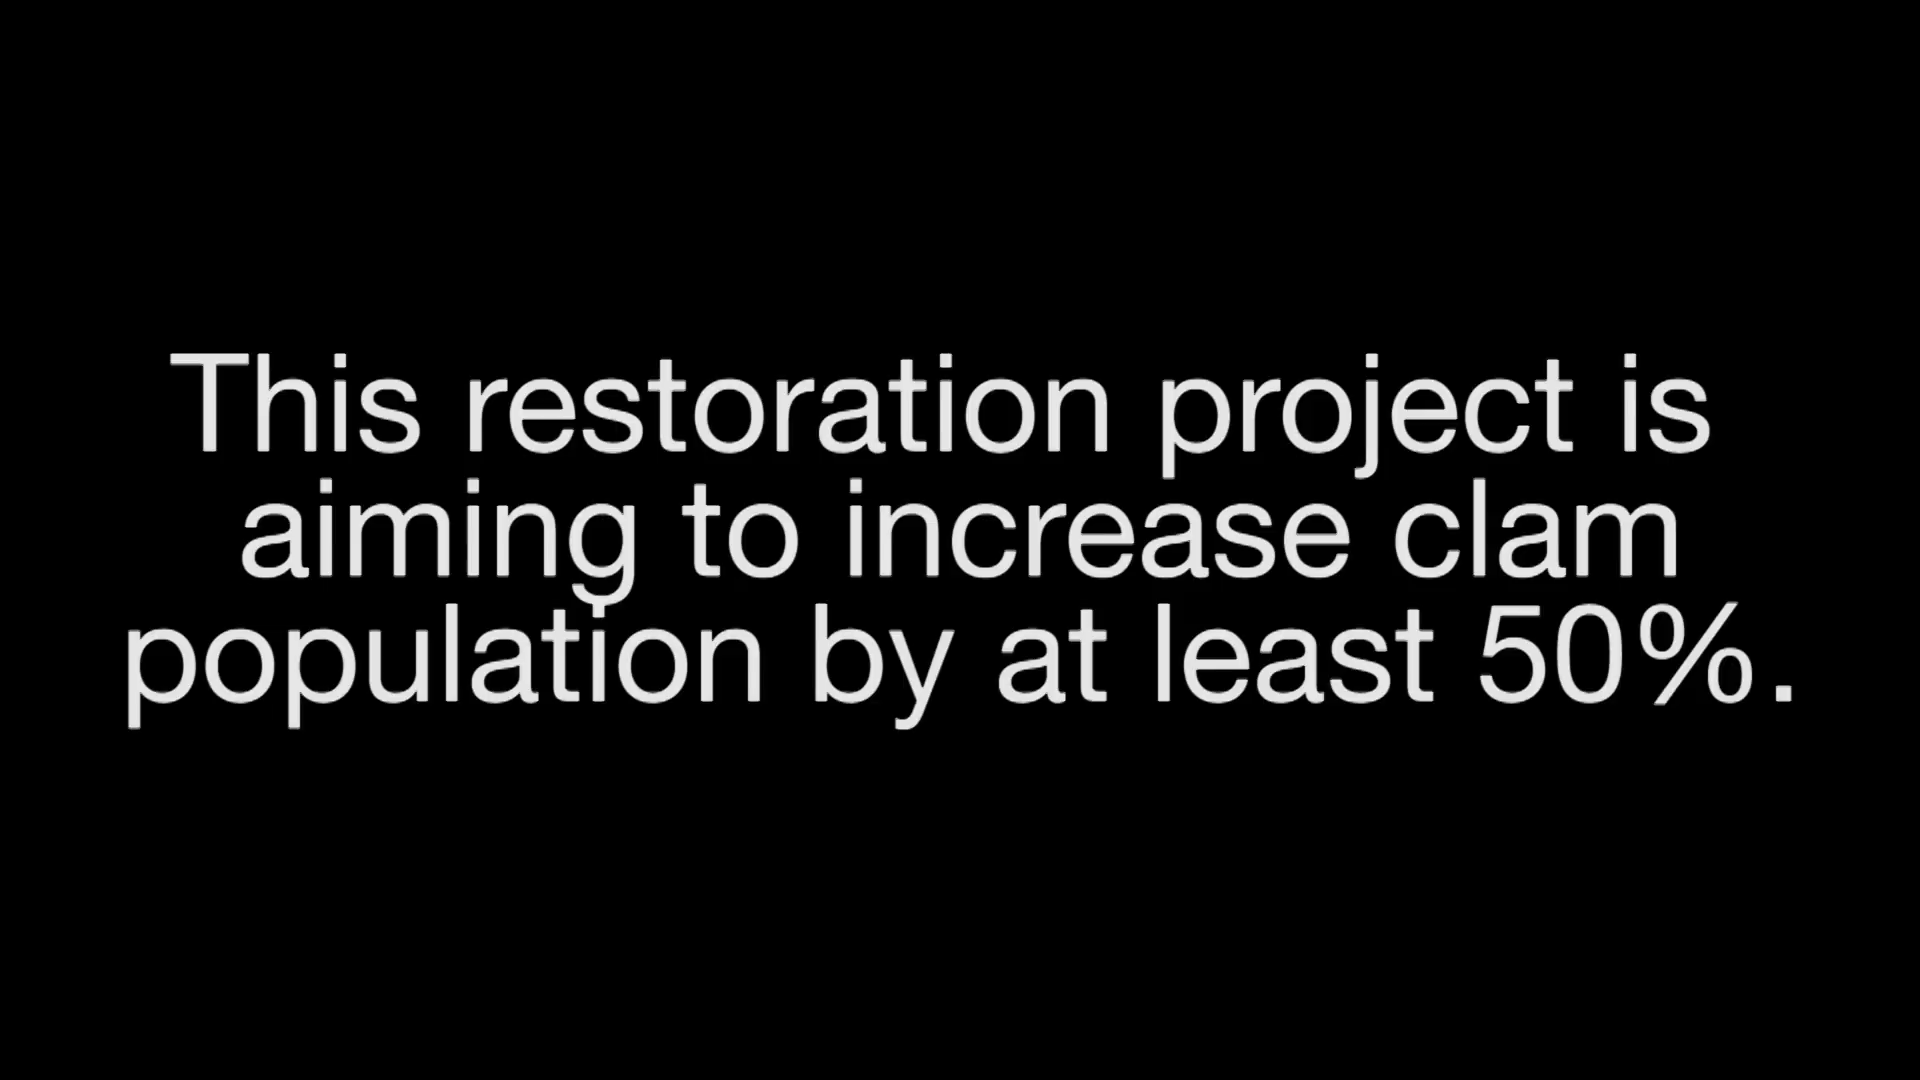 This restoration project is
aiming to increase clam
population by at least 50%.